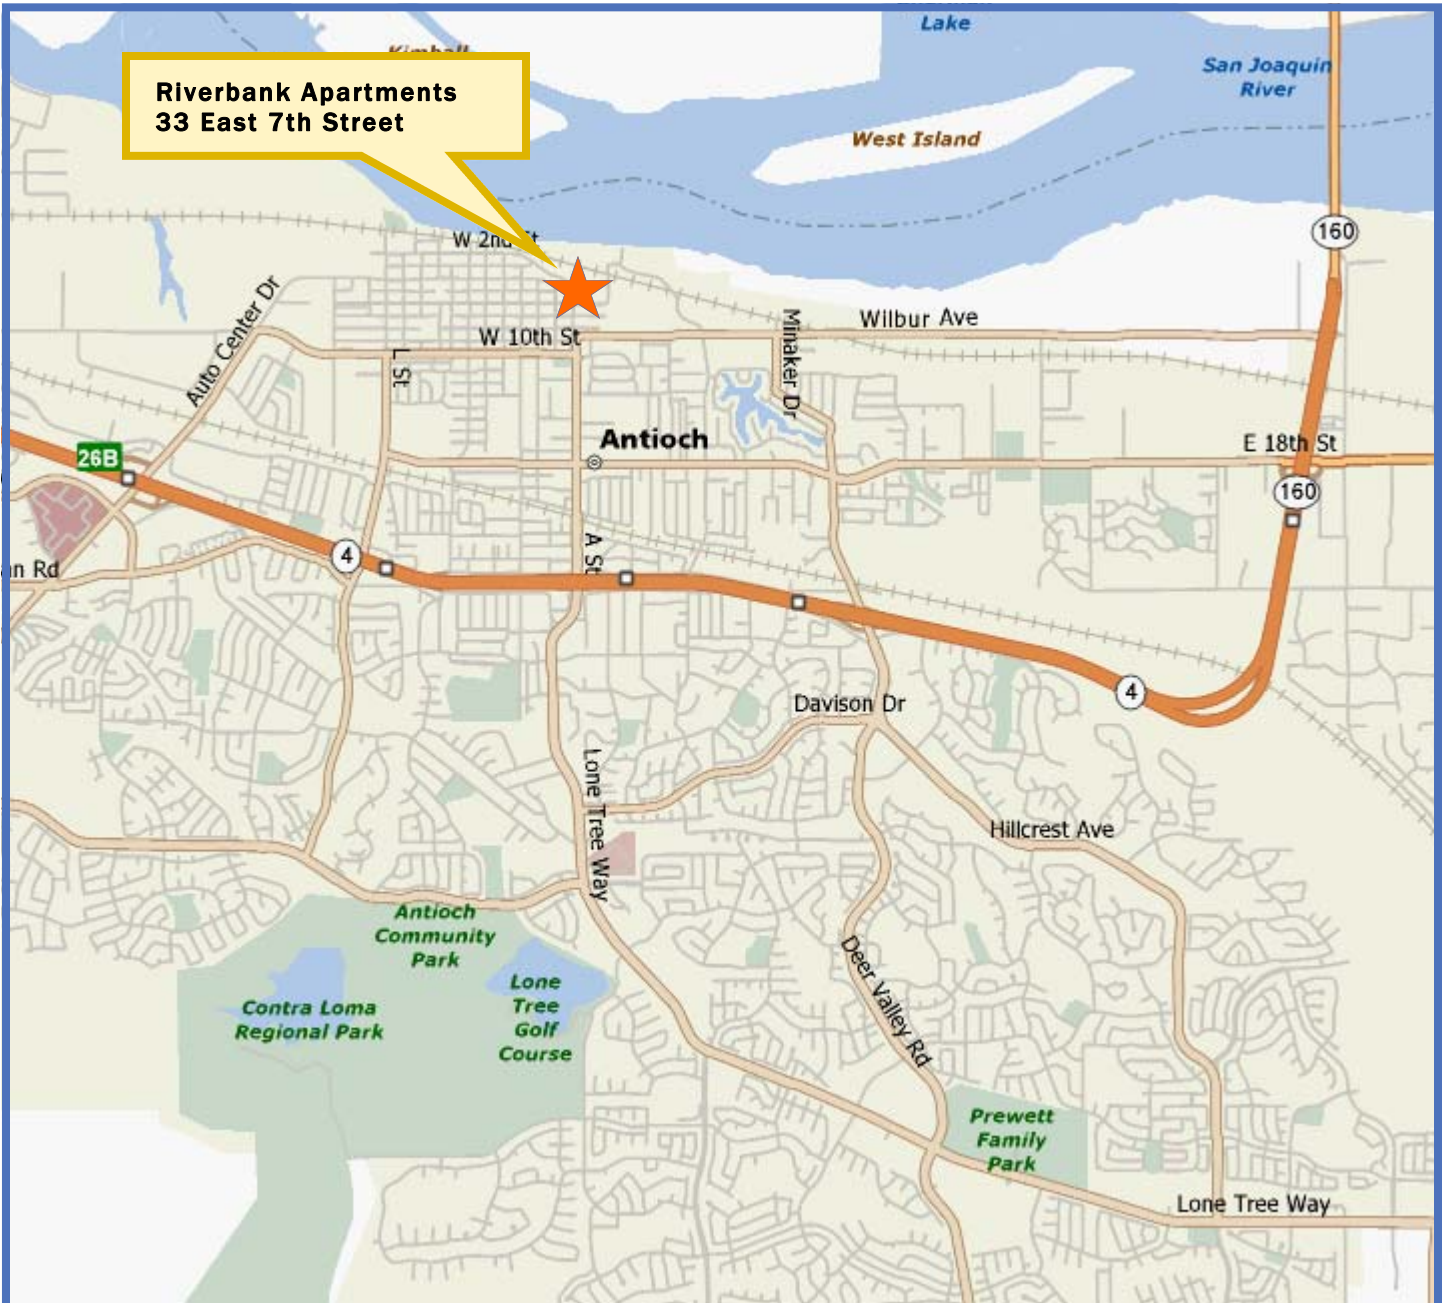 Lake
San Joaquin
River
Riverbank Apartments
33 East 7th Street
West Island
160
W 2nd St
Auto Center Dr
W 10th St
Minaker Dr
Wilbur Ave
L St
Antioch
E 18th St
26B
160
4
A St
an Rd
4
Davison Dr
Lone Tree Way
Hillcrest Ave
Antioch
Community
Park
Deer Valley Rd
Contra Loma
Regional Park
Lone
Tree
Golf
Course
Prewett
Family
Park
Lone Tree Way